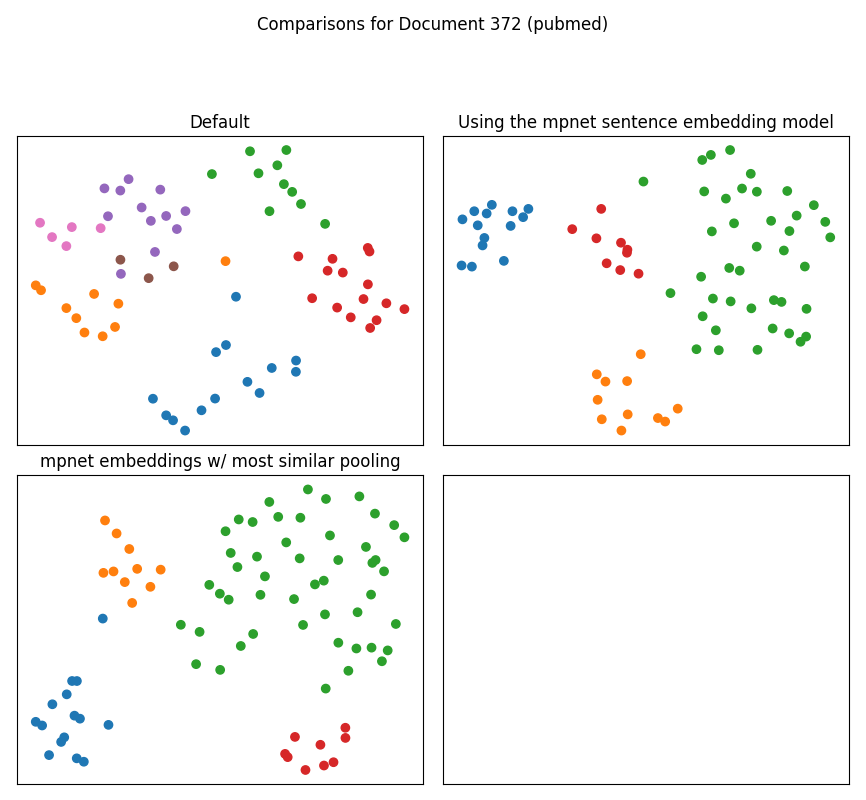 Comparisons for Document 372 (pubmed)
Default
Using the mpnet sentence embedding model
mpnet embeddings w/ most similar pooling